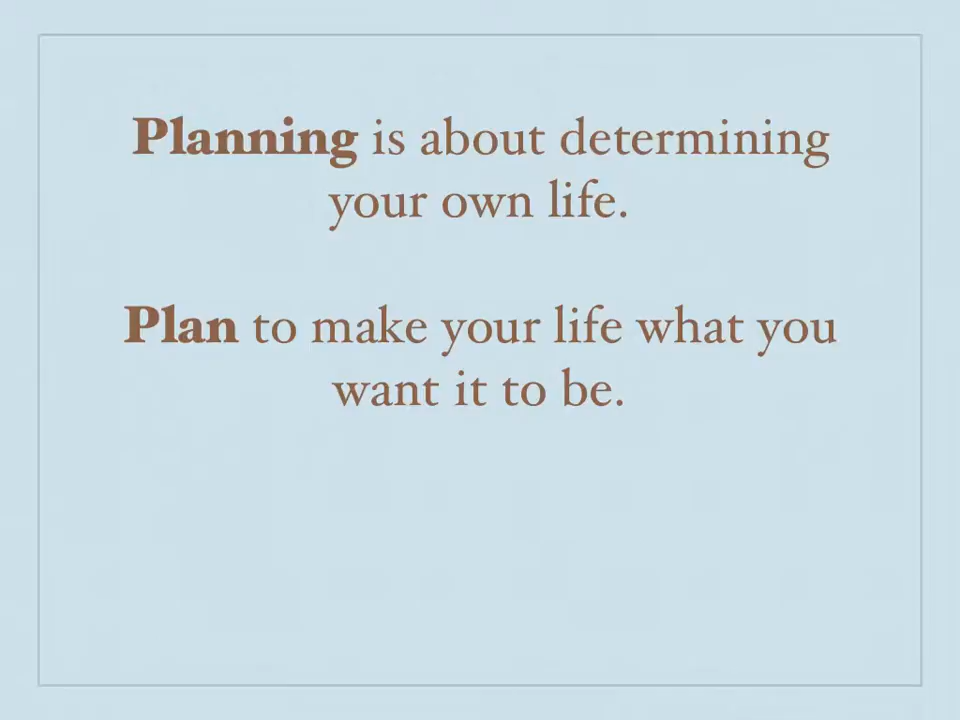 Planning is about determining
your own life.
Plan to make your life what you
want it to be.